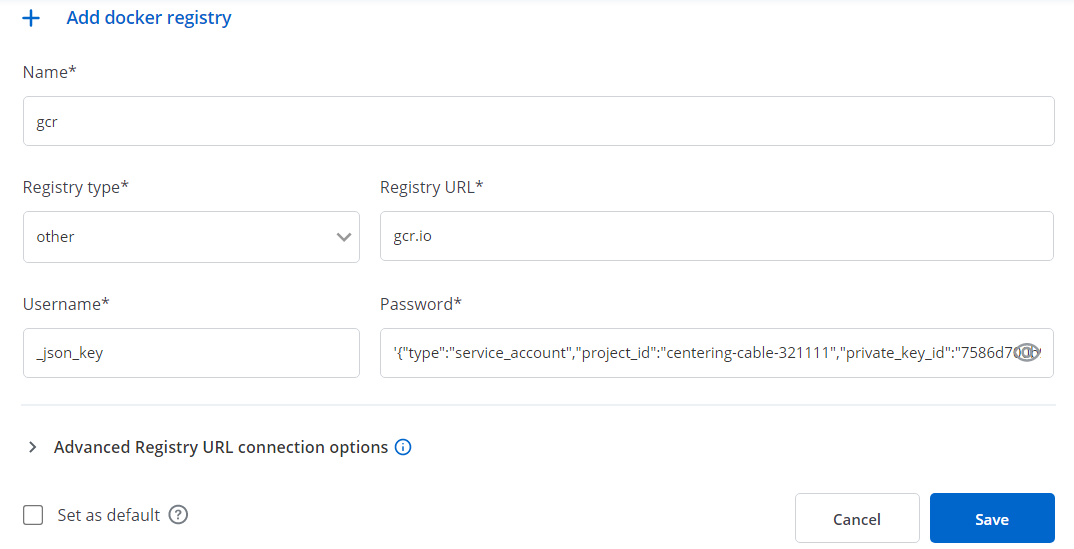 Add docker registry
Name*
gcr
Registry type* Registry URL*
other gcr.io
Username* Password*
_json_key '{"type":"service_account","project_id":"centering-cable-321111","private_key_id":"7586d7
Advanced Registry URL connection options
Set as default
Cancel Save